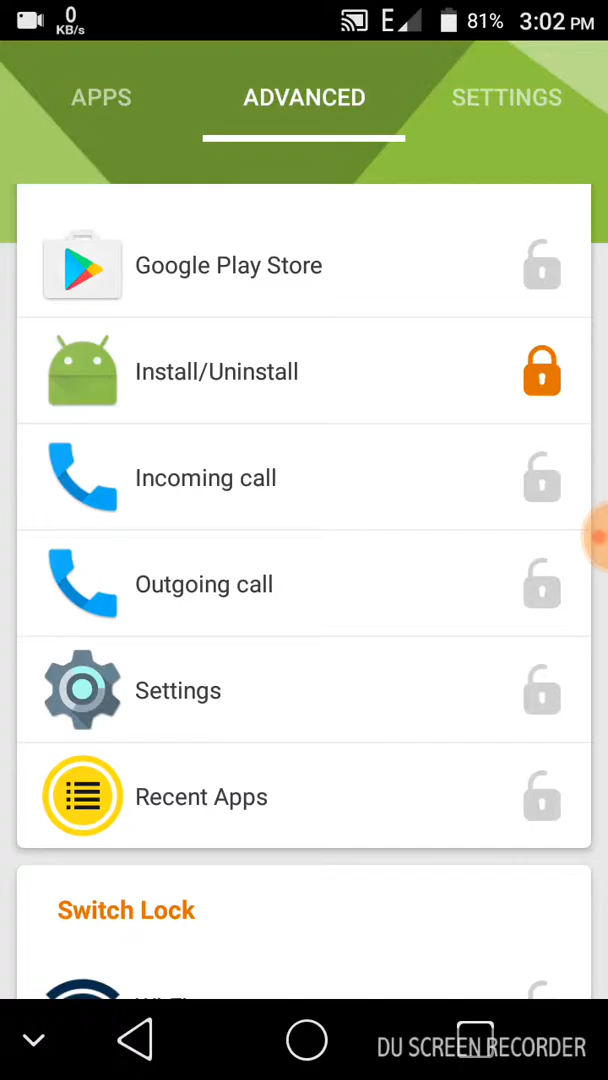 0
KB/s
E
81%
3:02 PM
APPS
ADVANCED
SETTINGS
Google Play Store
Install/Uninstall
Incoming call
Outgoing call
Settings
Recent Apps
Switch Lock
DU SCREEN RECORDER